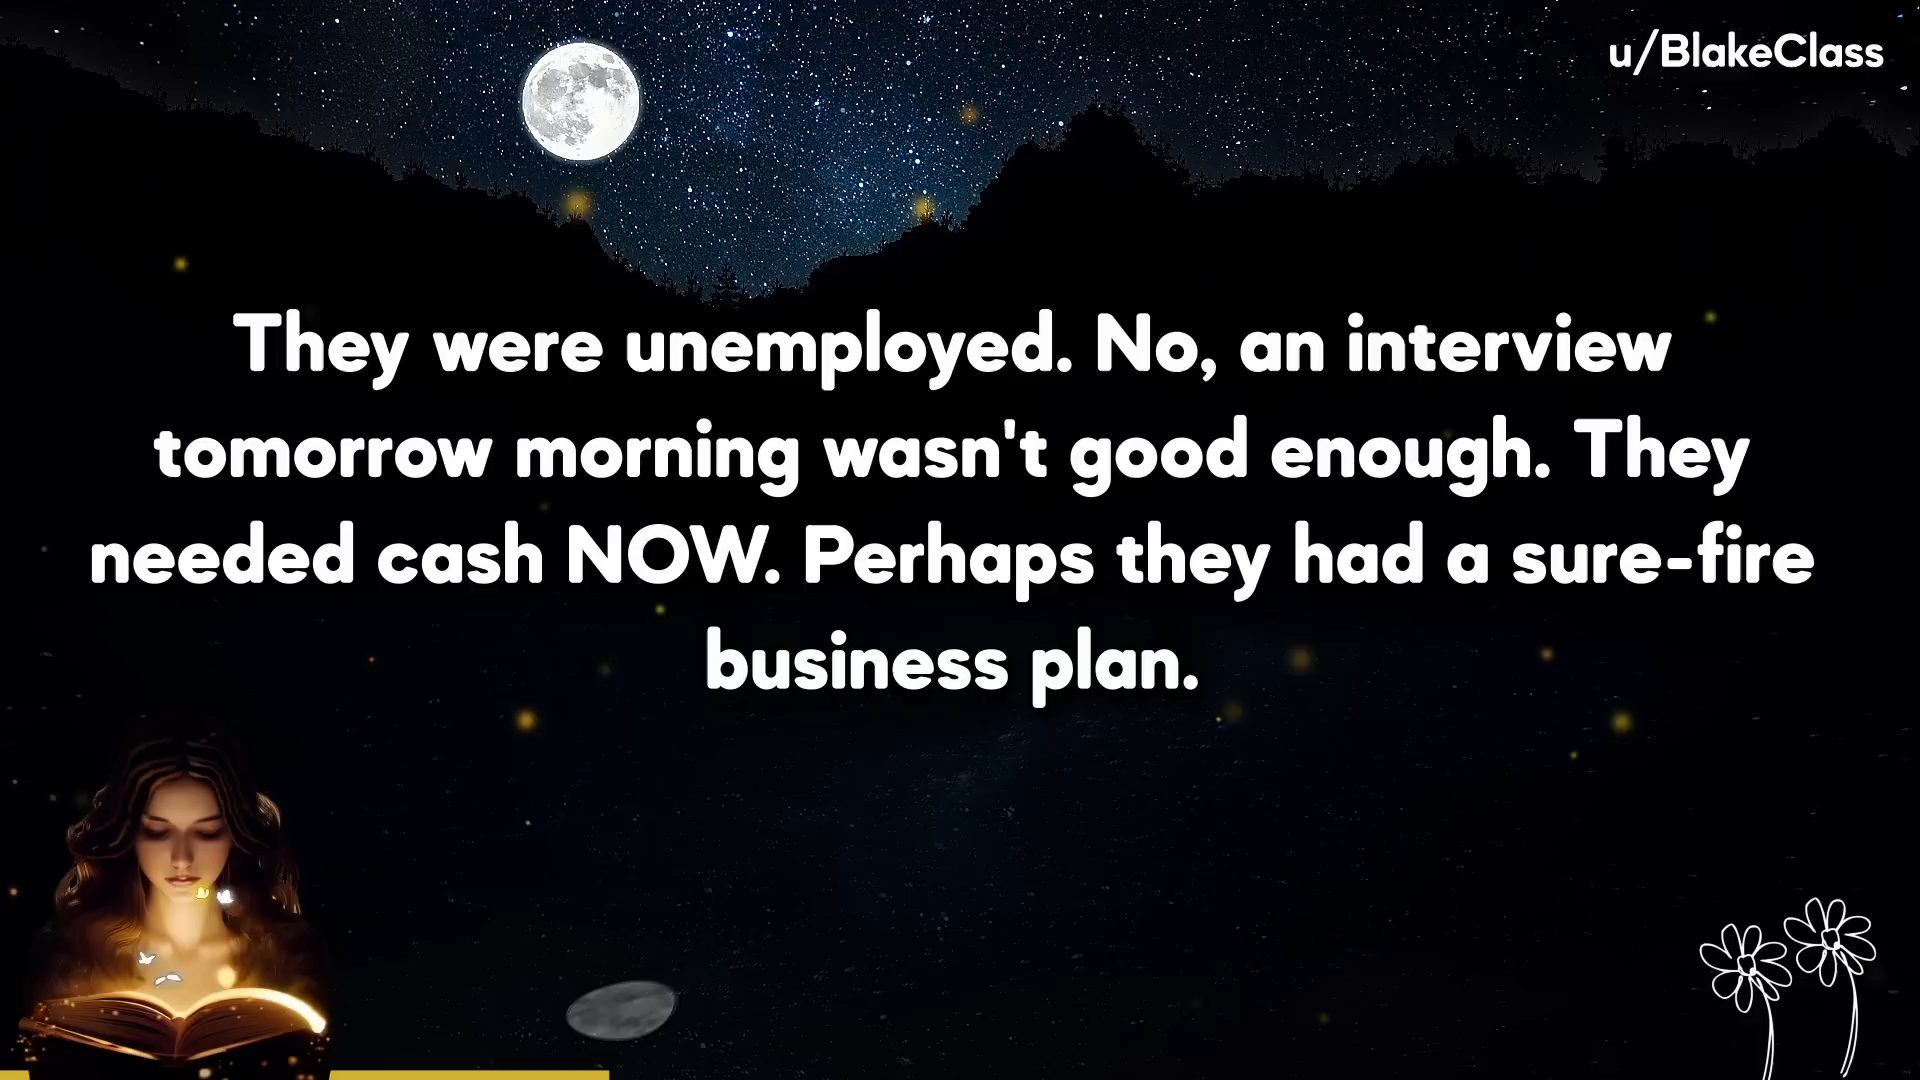 u/BlakeClass
They were unemployed. No, an interview
tomorrow morning wasn't good enough. They
needed cash NOW. Perhaps they had a sure-fire
business plan.